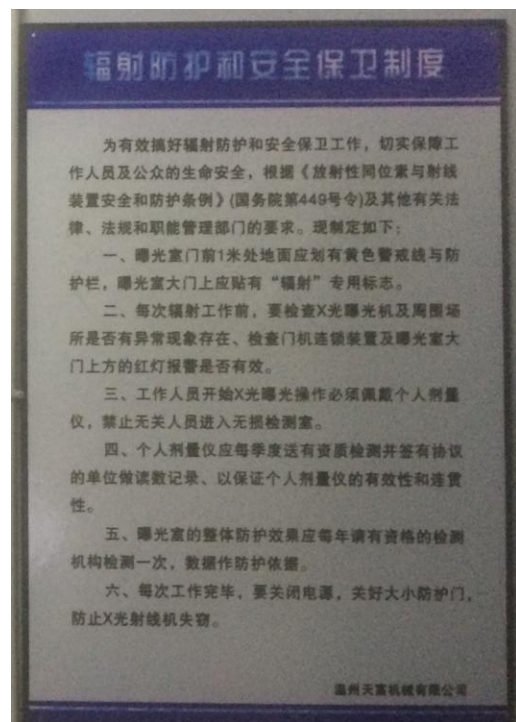 辐射防护和安全保卫制度
为有效搞好辐射防护和安全保卫工作，切实保障工
作人员及公众的生命安全，根据《放射性同位素与射线
装置安全和防护条例》(国务院第449号令)及其他有关法
律、法规和职能管理部门的要求。现制定如下：
一、曝光室门前1米处地面应划有黄色警戒线与防
护栏，曝光室大门上应贴有“辐射”专用标志。
二、每次辐射工作前，要检查X光曝光机及周围场
所是否有异常现象存在、检查门机连锁装置及曝光室大
门上方的红灯报警是否有效。
三、工作人员开始X光曝光操作必须佩戴个人剂量
仪，禁止无关人员进入无损检测室。
四、个人剂量仪应每季度送有资质检测并签有协议
的单位做读数记录、以保证个人剂量仪的有效性和连贯
性。
五、曝光室的整体防护效果应每年请有资格的检测
机构检测一次，数据作防护依据。
六、每次工作完毕，要关闭电源，关好大小防护门，
防止X光射线机失窃。
温州天富机械有限公司